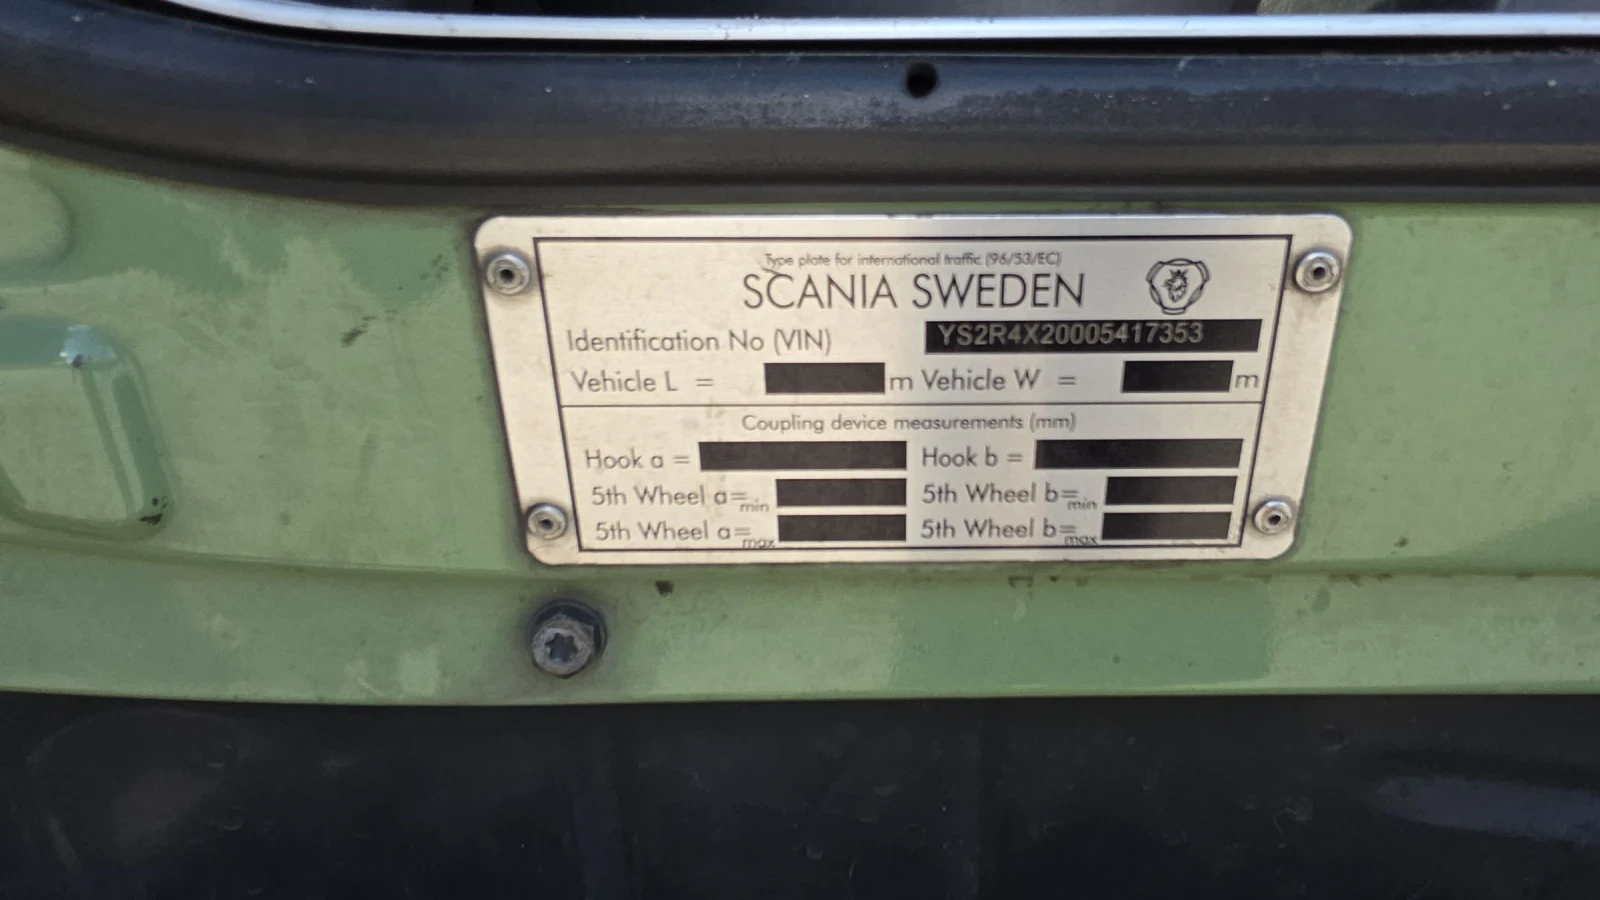 Type plate for international traffic (96/53/EC)
SCANIA SWEDEN
Identification No (VIN) YS2R4X20005417353
Vehicle L = m Vehicle W = m
Coupling device measurements (mm)
Hook a = Hook b =
5th Wheel a= min 5th Wheel b= min
5th Wheel a= max 5th Wheel b= max